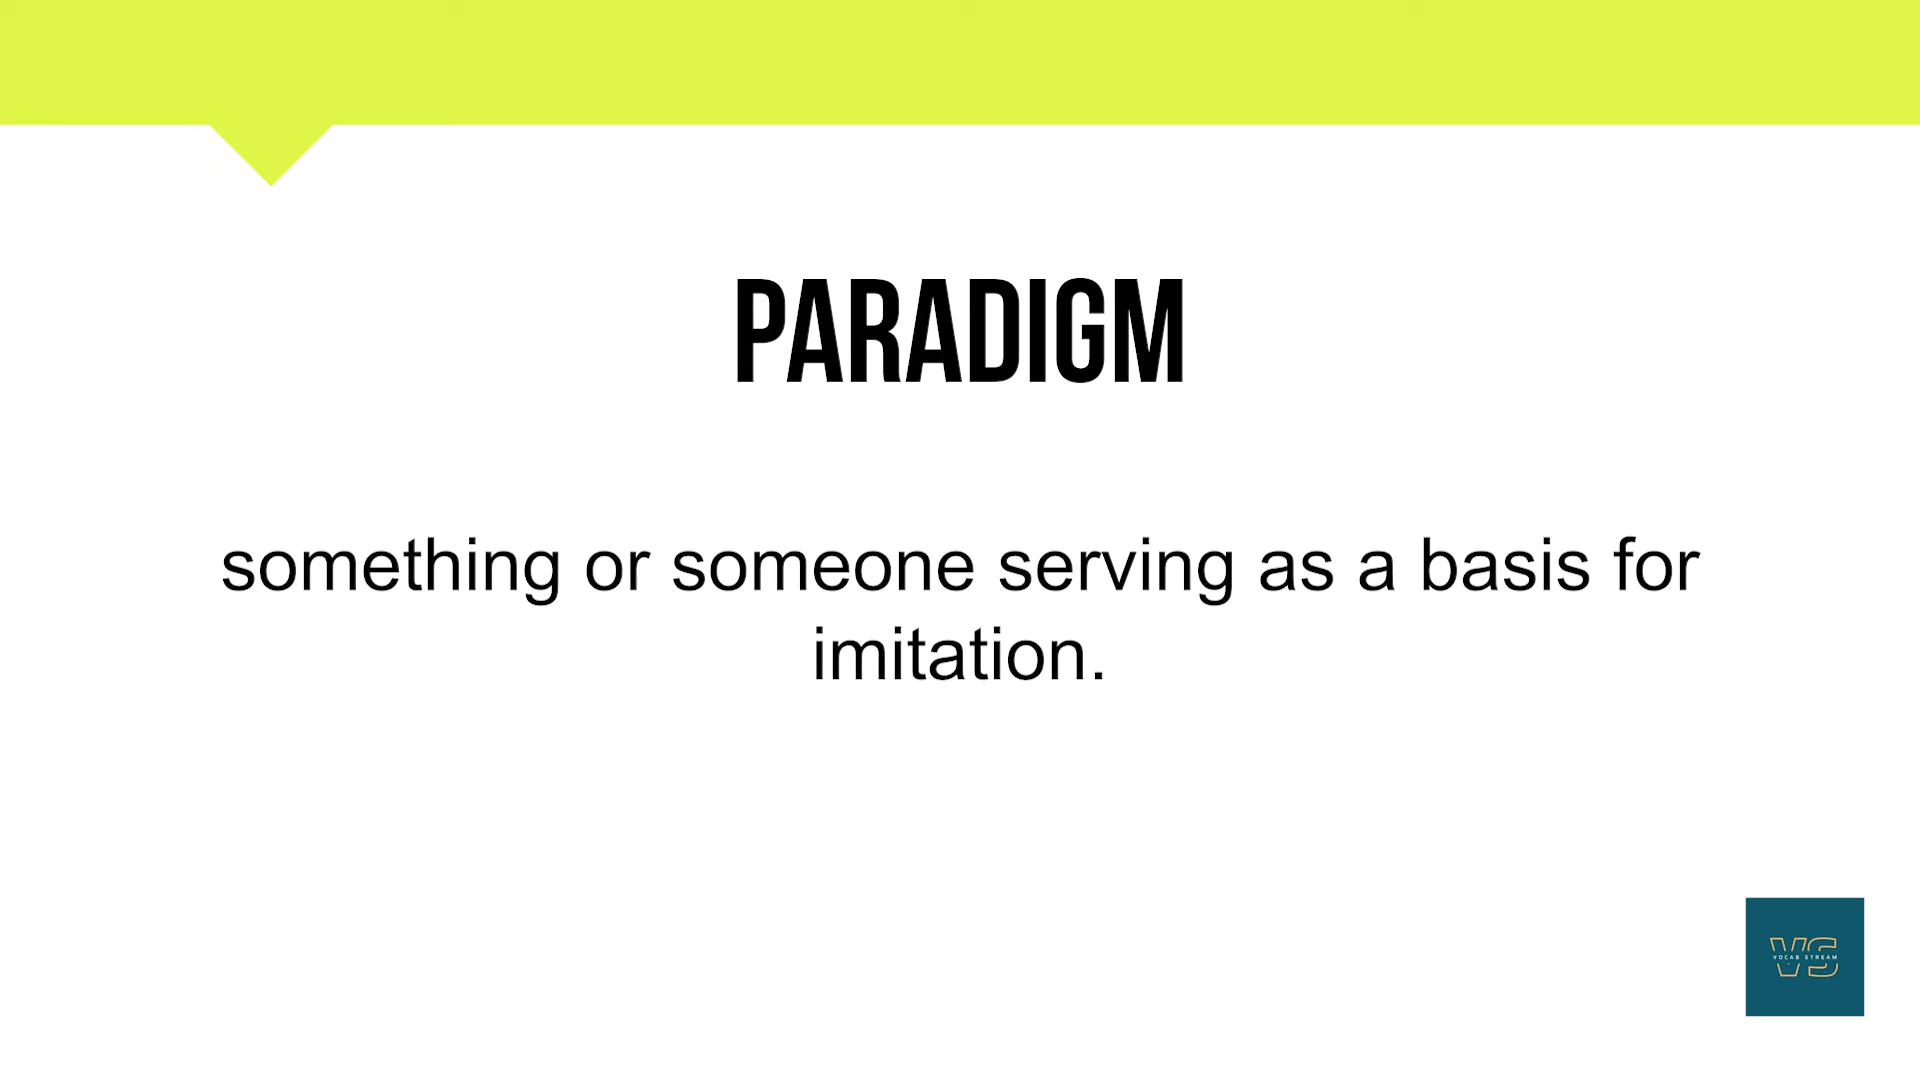 PARADIGM
something or someone serving as a basis for
imitation.
VS
VOCAB STREAM